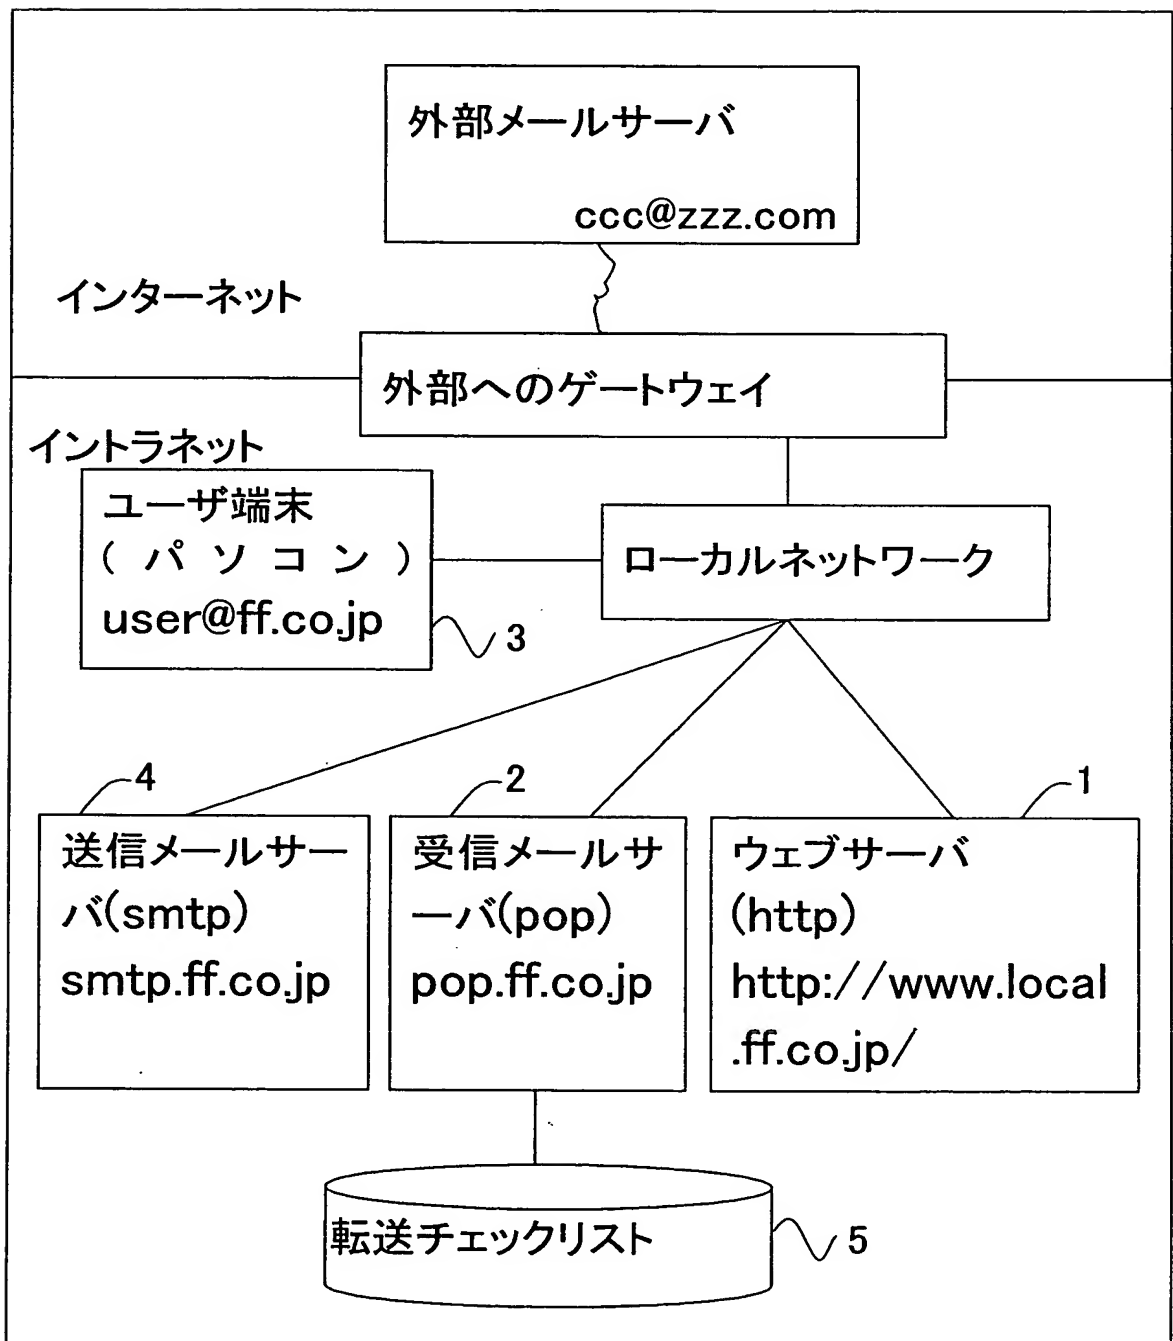 外部メールサーバ
ccc@zzz.com
インターネット
外部へのゲートウェイ
イントラネット
ユーザ端末
( パ ソ コ ン )
user@ff.co.jp
3
ローカルネットワーク
4
送信メールサー
バ(smtp)
smtp.ff.co.jp
2
受信メールサ
ーバ(pop)
pop.ff.co.jp
1
ウェブサーバ
(http)
http://www.local
.ff.co.jp/
転送チェックリスト
5